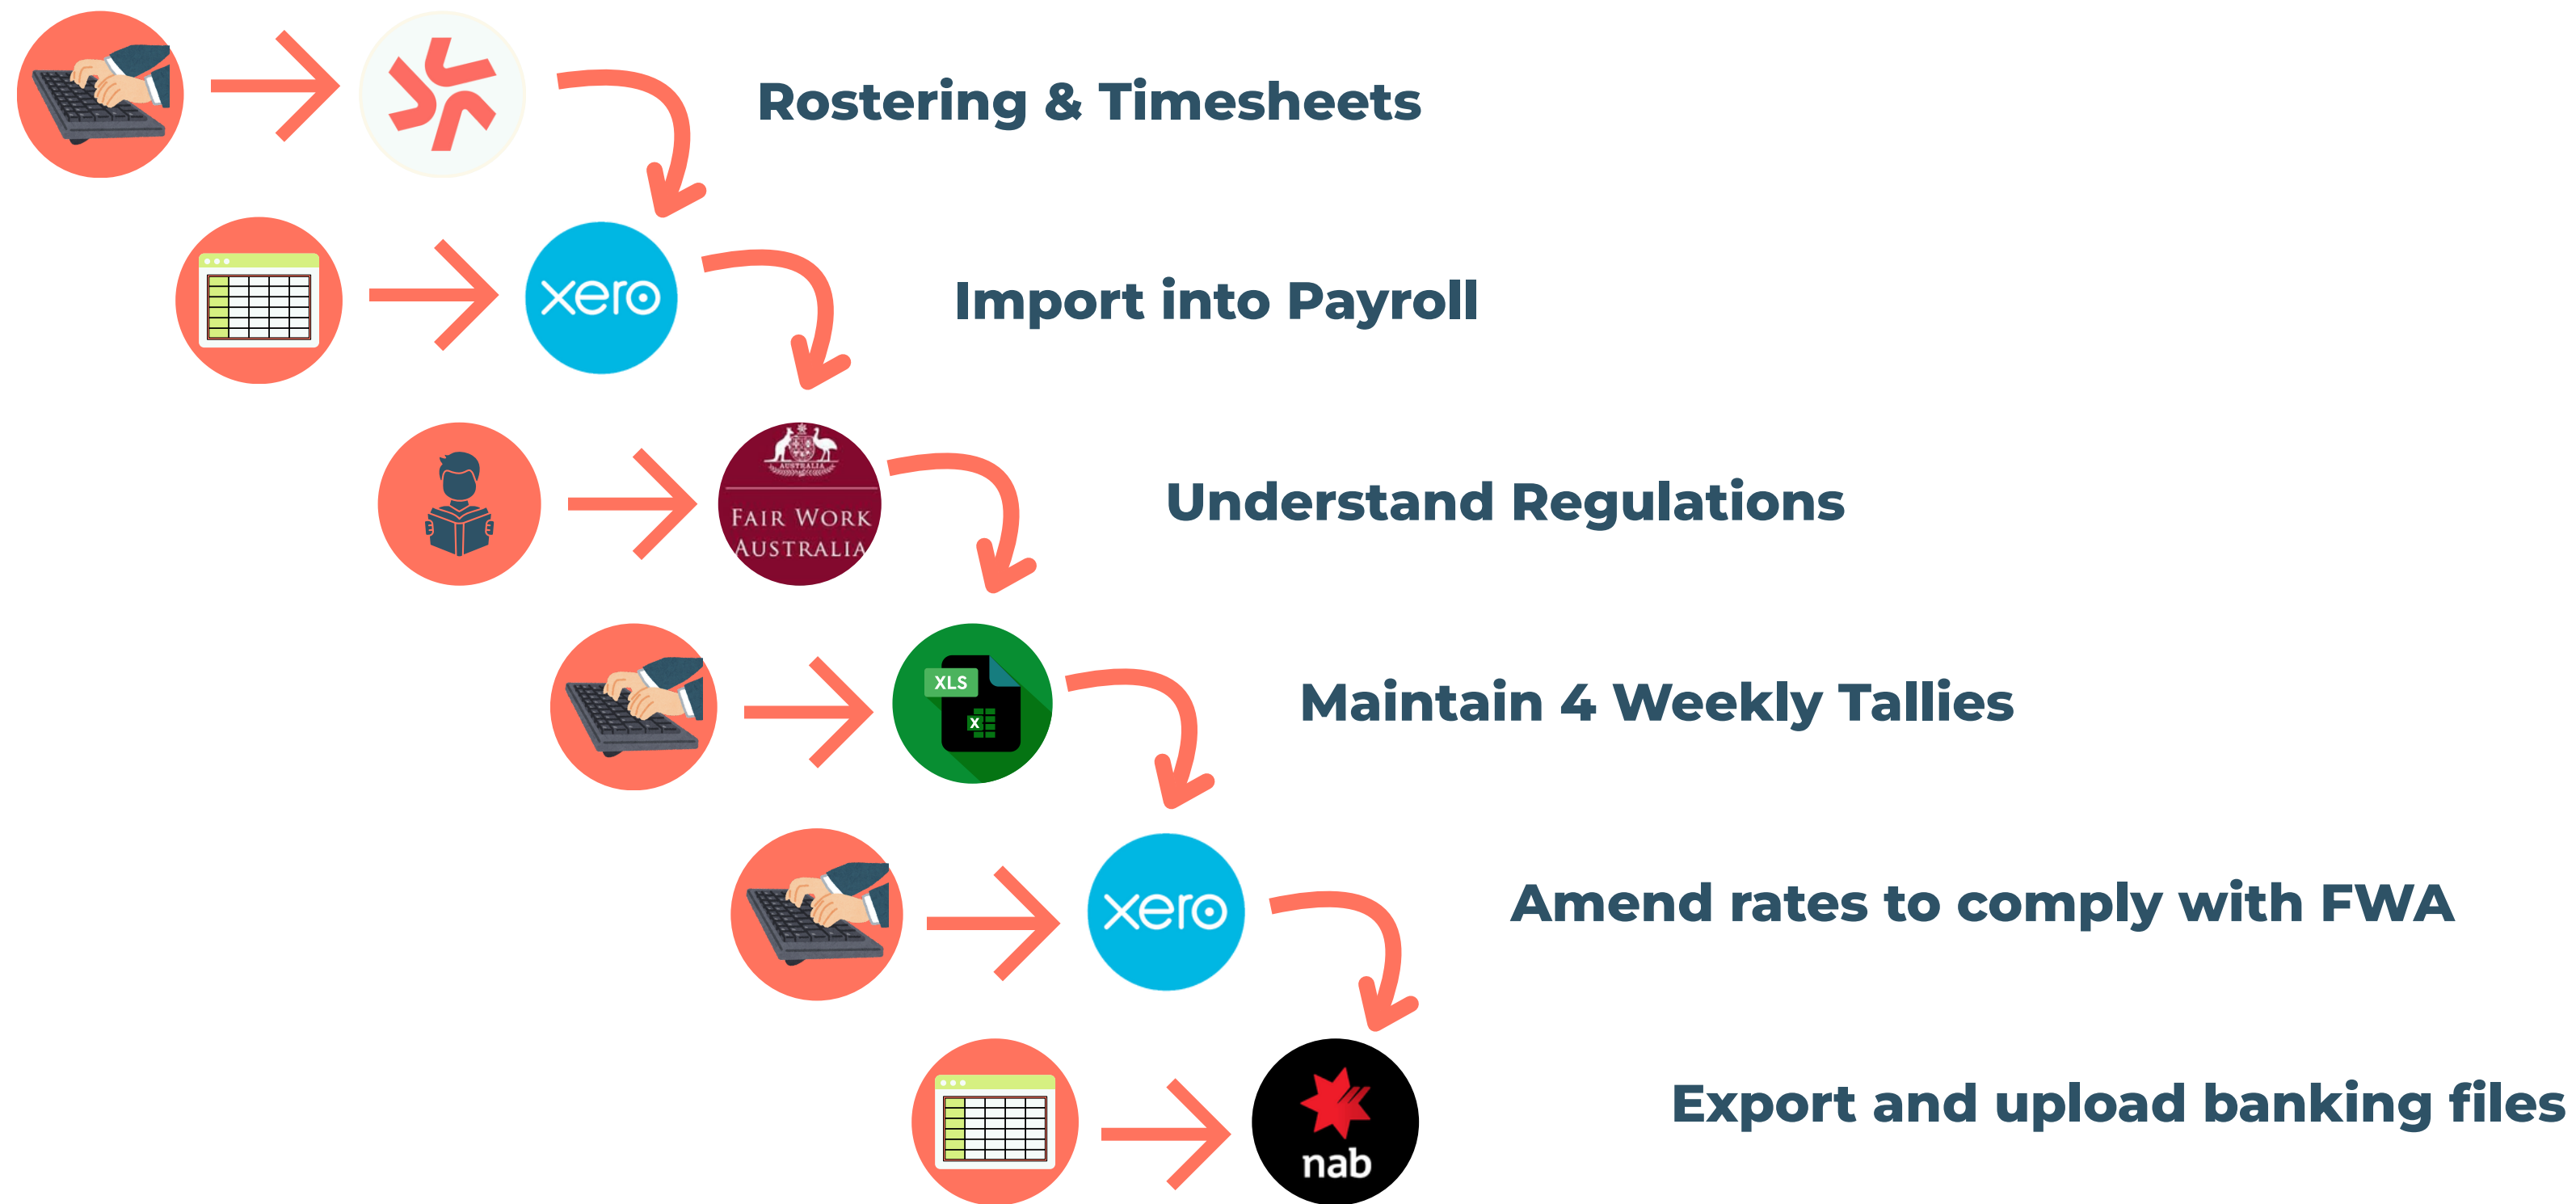 Rostering & Timesheets
xero
Import into Payroll
AUSTRALIA
FAIR WORK
AUSTRALIA
Understand Regulations
XLS
X
Maintain 4 Weekly Tallies
xero
Amend rates to comply with FWA
nab
Export and upload banking files